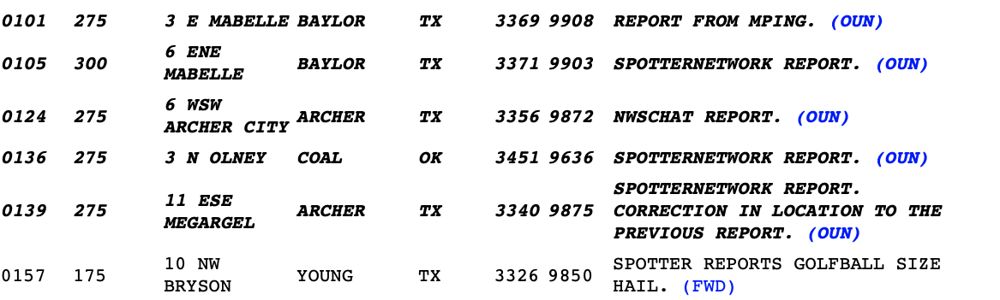 0101 275 3 E MABELLE BAYLOR TX 3369 9908 REPORT FROM MPING. (OUN)
0105 300 6 ENE MABELLE BAYLOR TX 3371 9903 SPOTTERNETWORK REPORT. (OUN)
0124 275 6 WSW ARCHER CITY ARCHER TX 3356 9872 NWSCHAT REPORT. (OUN)
0136 275 3 N OLNEY COAL OK 3451 9636 SPOTTERNETWORK REPORT. (OUN)
0139 275 11 ESE MEGARGEL ARCHER TX 3340 9875 SPOTTERNETWORK REPORT. CORRECTION IN LOCATION TO THE PREVIOUS REPORT. (OUN)
0157 175 10 NW BRYSON YOUNG TX 3326 9850 SPOTTER REPORTS GOLFBALL SIZE HAIL. (FWD)